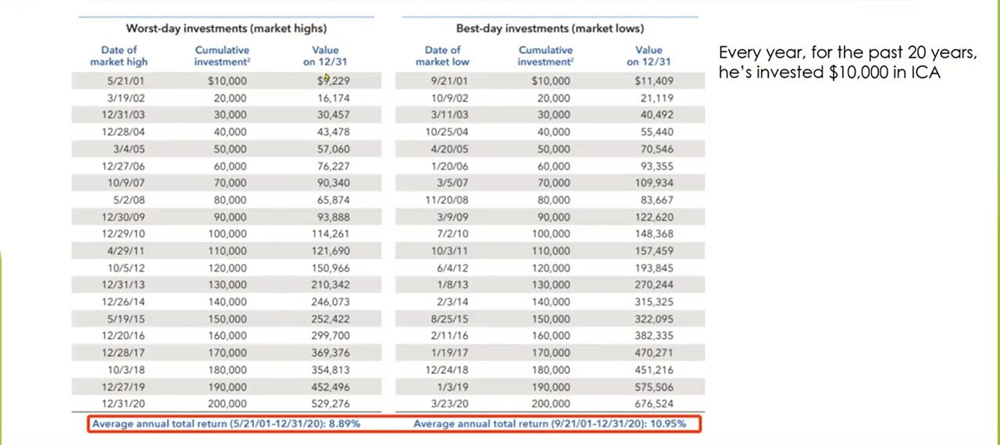 Worst-day investments (market highs)
Date of market high Cumulative investment² Value on 12/31
5/21/01 $10,000 $9,229
3/19/02 20,000 16,174
12/31/03 30,000 30,457
12/28/04 40,000 43,478
3/4/05 50,000 57,060
12/27/06 60,000 76,227
10/9/07 70,000 90,340
5/2/08 80,000 65,874
12/30/09 90,000 93,888
12/29/10 100,000 114,261
4/29/11 110,000 121,690
10/5/12 120,000 150,966
12/31/13 130,000 210,342
12/26/14 140,000 246,073
5/19/15 150,000 252,422
12/20/16 160,000 299,700
12/28/17 170,000 369,376
10/3/18 180,000 354,813
12/27/19 190,000 452,496
12/31/20 200,000 529,276
Average annual total return (5/21/01-12/31/20): 8.89%
Best-day investments (market lows)
Date of market low Cumulative investment² Value on 12/31
9/21/01 $10,000 $11,409
10/9/02 20,000 21,119
3/11/03 30,000 40,492
10/25/04 40,000 55,440
4/20/05 50,000 70,546
1/20/06 60,000 93,355
3/5/07 70,000 109,934
11/20/08 80,000 83,667
3/9/09 90,000 122,620
7/2/10 100,000 148,368
10/3/11 110,000 157,459
6/4/12 120,000 193,845
1/8/13 130,000 270,244
2/3/14 140,000 315,325
8/25/15 150,000 322,095
2/11/16 160,000 382,335
1/19/17 170,000 470,271
12/24/18 180,000 451,216
1/3/19 190,000 575,506
3/23/20 200,000 676,524
Average annual total return (9/21/01-12/31/20): 10.95%
Every year, for the past 20 years,
he's invested $10,000 in ICA